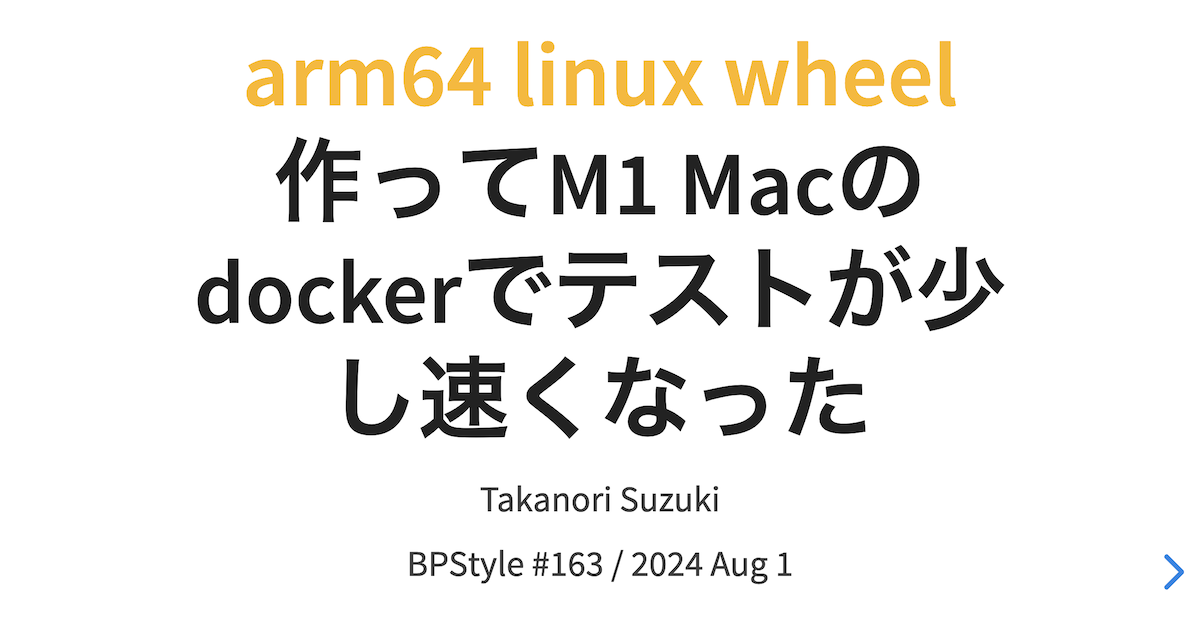 arm64 linux wheel
作ってM1 Macの
dockerでテストが少
し速くなった
Takanori Suzuki
BPStyle #163 / 2024 Aug 1